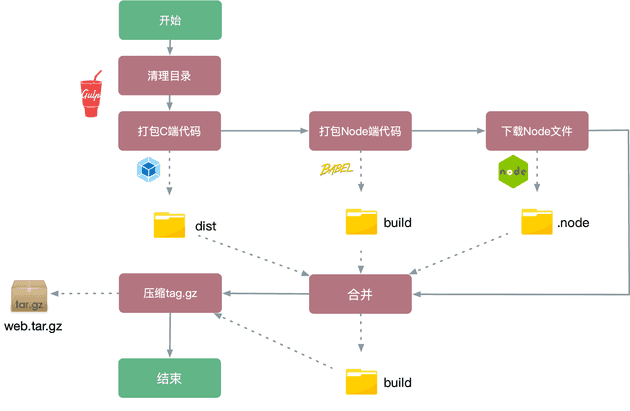 开始
清理目录
Gulp
打包C端代码
打包Node端代码
下载Node文件
BABEL
node
dist
build
.node
tar.gz
web.tar.gz
压缩tag.gz
合并
结束
build